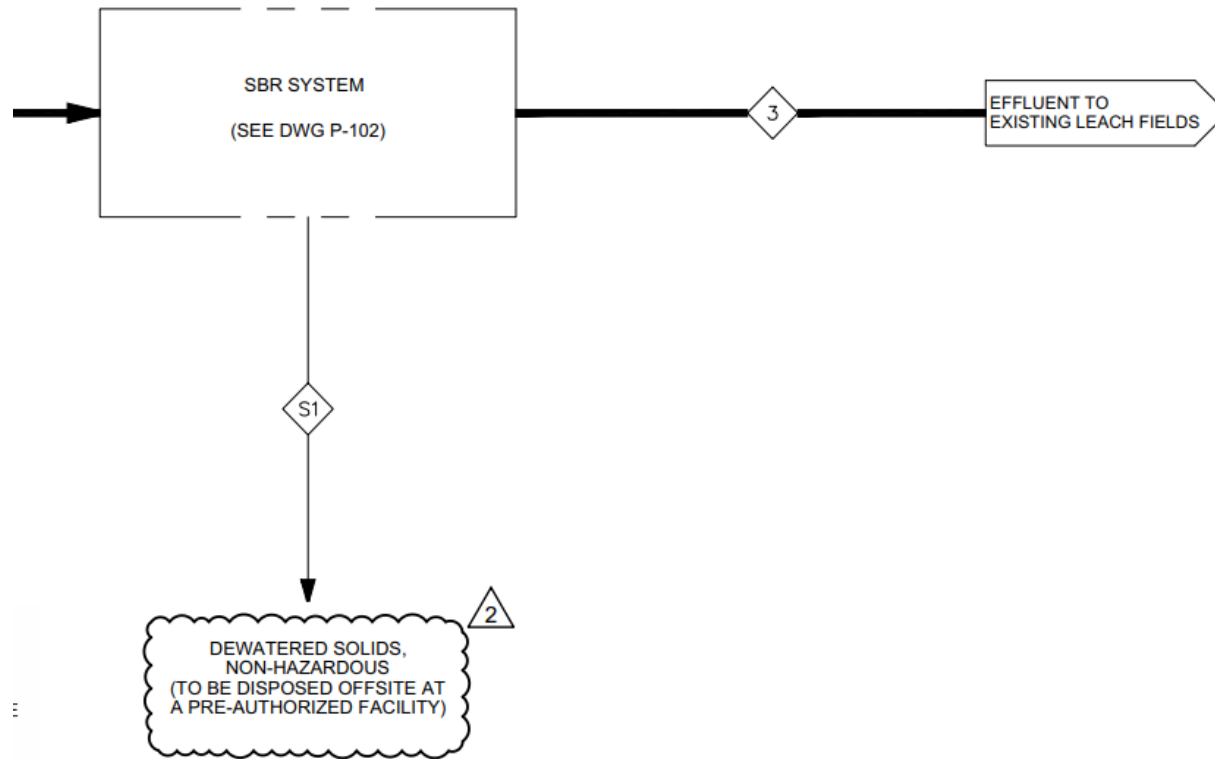 SBR SYSTEM
(SEE DWG P-102)
3
EFFLUENT TO
EXISTING LEACH FIELDS
S1
2
DEWATERED SOLIDS,
NON-HAZARDOUS
(TO BE DISPOSED OFFSITE AT
A PRE-AUTHORIZED FACILITY)
E